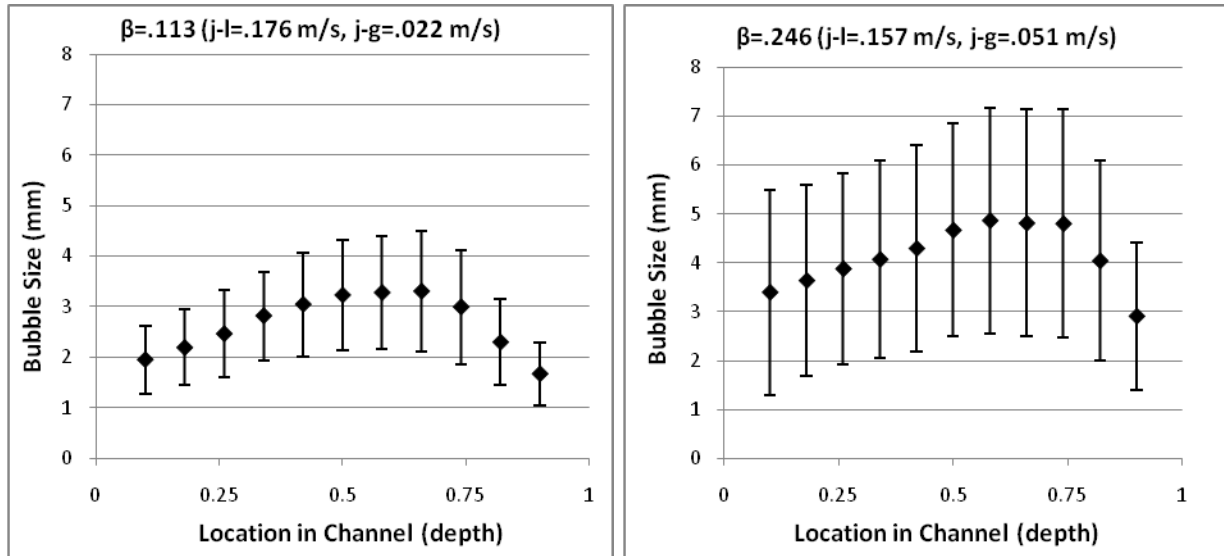 β=.113 (j-l=.176 m/s, j-g=.022 m/s)
8
7
6
5
4
3
2
1
0
Bubble Size (mm)
0 0.25 0.5 0.75 1
Location in Channel (depth)
β=.246 (j-l=.157 m/s, j-g=.051 m/s)
8
7
6
5
4
3
2
1
0
Bubble Size (mm)
0 0.25 0.5 0.75 1
Location in Channel (depth)